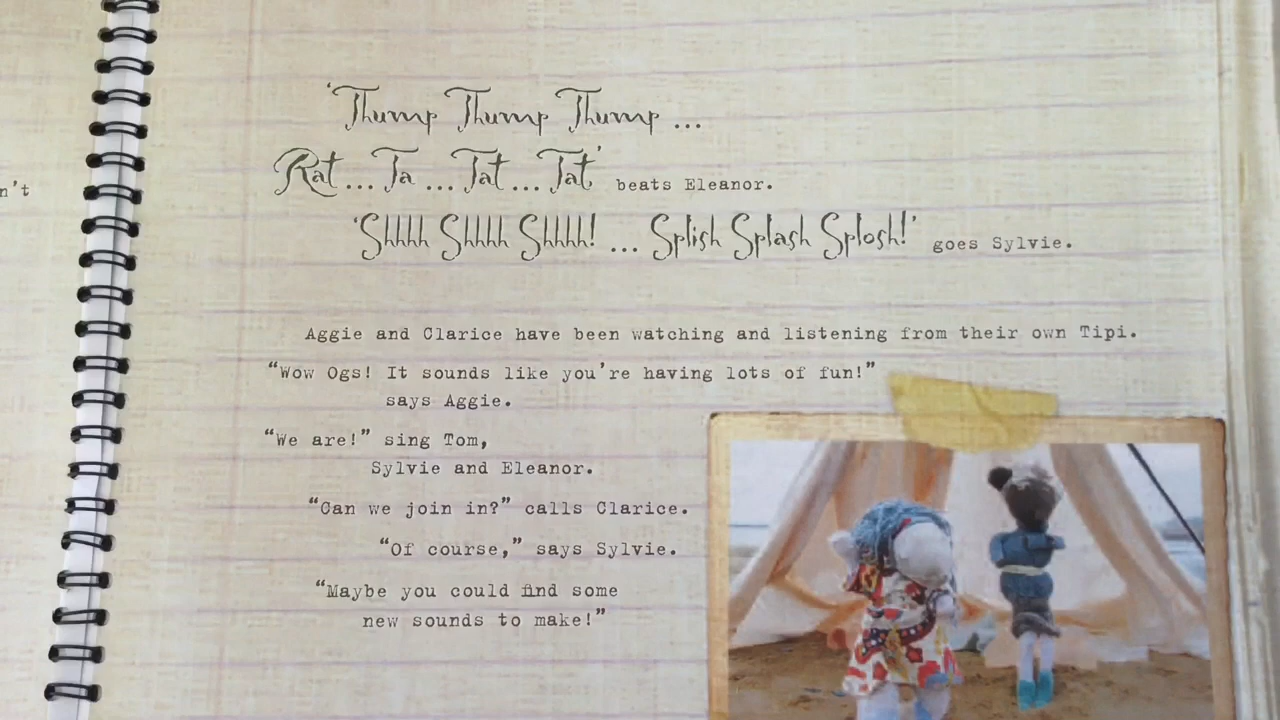 n't
'Thump Thump Thump ...
Rat ... Ta ... Tat ... Tat' beats Eleanor.
'Shhhh Shhhh Shhhh! ... Splish Splash Splosh!' goes Sylvie.
Aggie and Clarice have been watching and listening from their own Tipi.
“Wow Ogs! It sounds like you're having lots of fun!”
says Aggie.
“We are!” sing Tom,
Sylvie and Eleanor.
“Can we join in?” calls Clarice.
“Of course,” says Sylvie.
“Maybe you could find some
new sounds to make!”